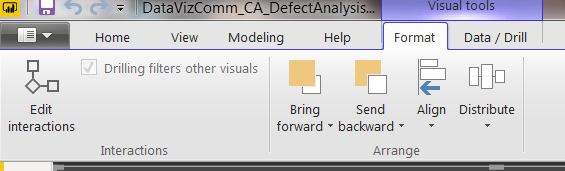 DataVizComm_CA_DefectAnalysis... Visual tools
Home View Modeling Help Format Data / Drill
Edit interactions
Drilling filters other visuals
Bring forward
Send backward
Align
Distribute
Interactions Arrange